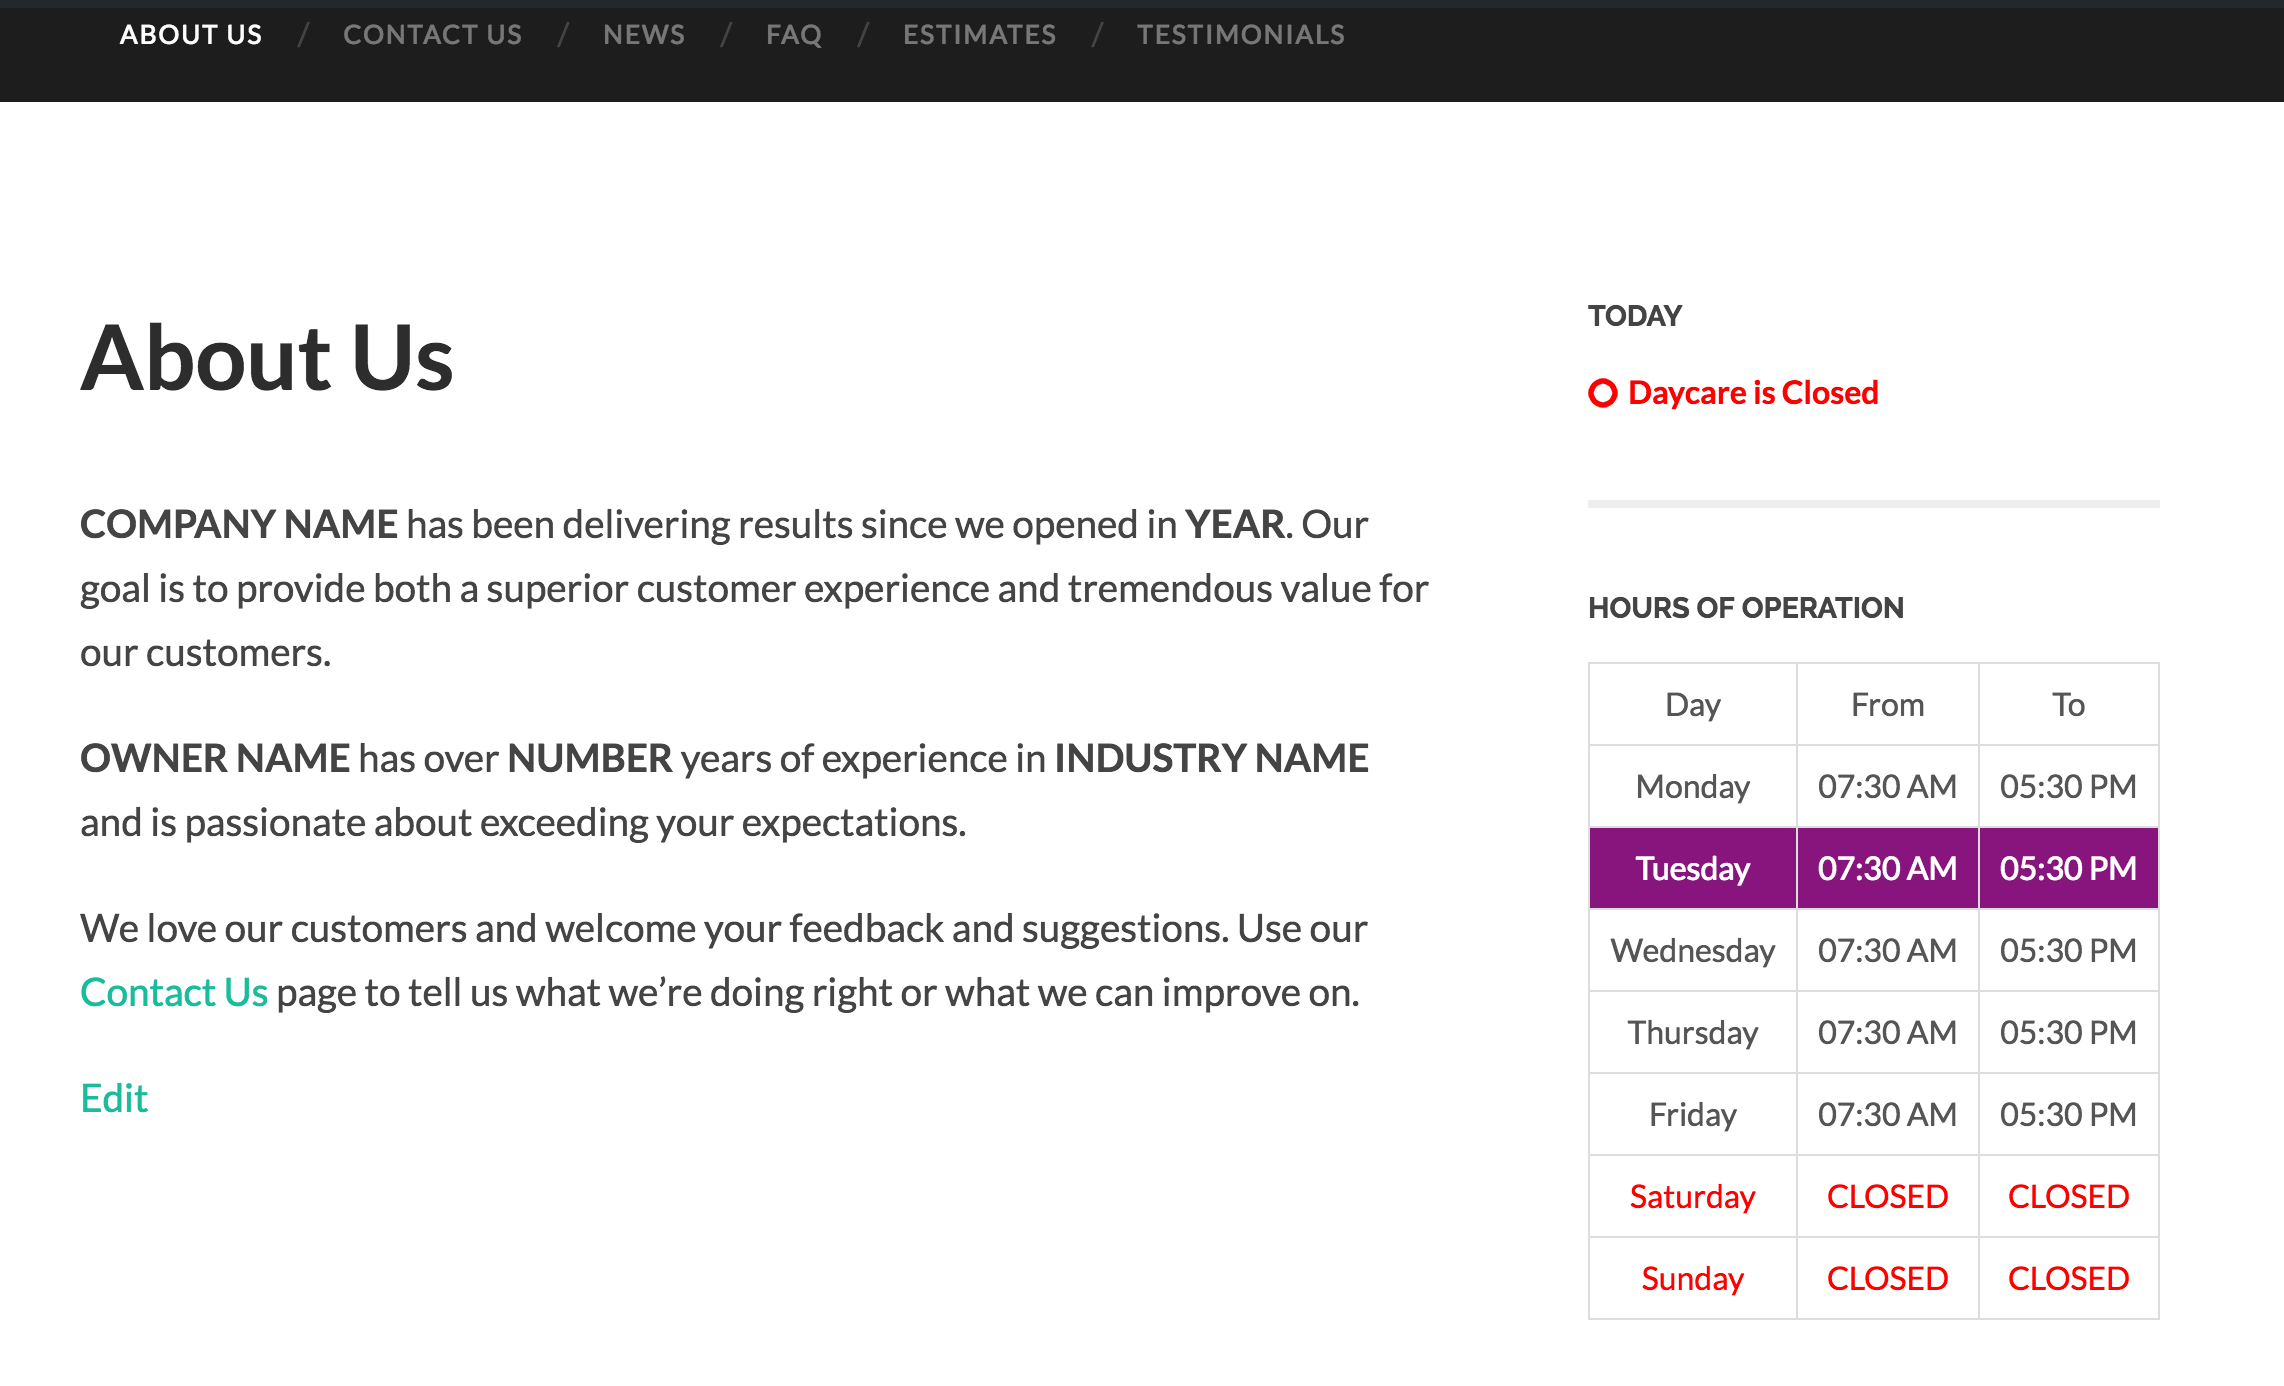 ABOUT US / CONTACT US / NEWS / FAQ / ESTIMATES / TESTIMONIALS
About Us
COMPANY NAME has been delivering results since we opened in YEAR. Our
goal is to provide both a superior customer experience and tremendous value for
our customers.
OWNER NAME has over NUMBER years of experience in INDUSTRY NAME
and is passionate about exceeding your expectations.
We love our customers and welcome your feedback and suggestions. Use our
Contact Us page to tell us what we’re doing right or what we can improve on.
Edit
TODAY
Daycare is Closed
HOURS OF OPERATION
Day From To
Monday 07:30 AM 05:30 PM
Tuesday 07:30 AM 05:30 PM
Wednesday 07:30 AM 05:30 PM
Thursday 07:30 AM 05:30 PM
Friday 07:30 AM 05:30 PM
Saturday CLOSED CLOSED
Sunday CLOSED CLOSED